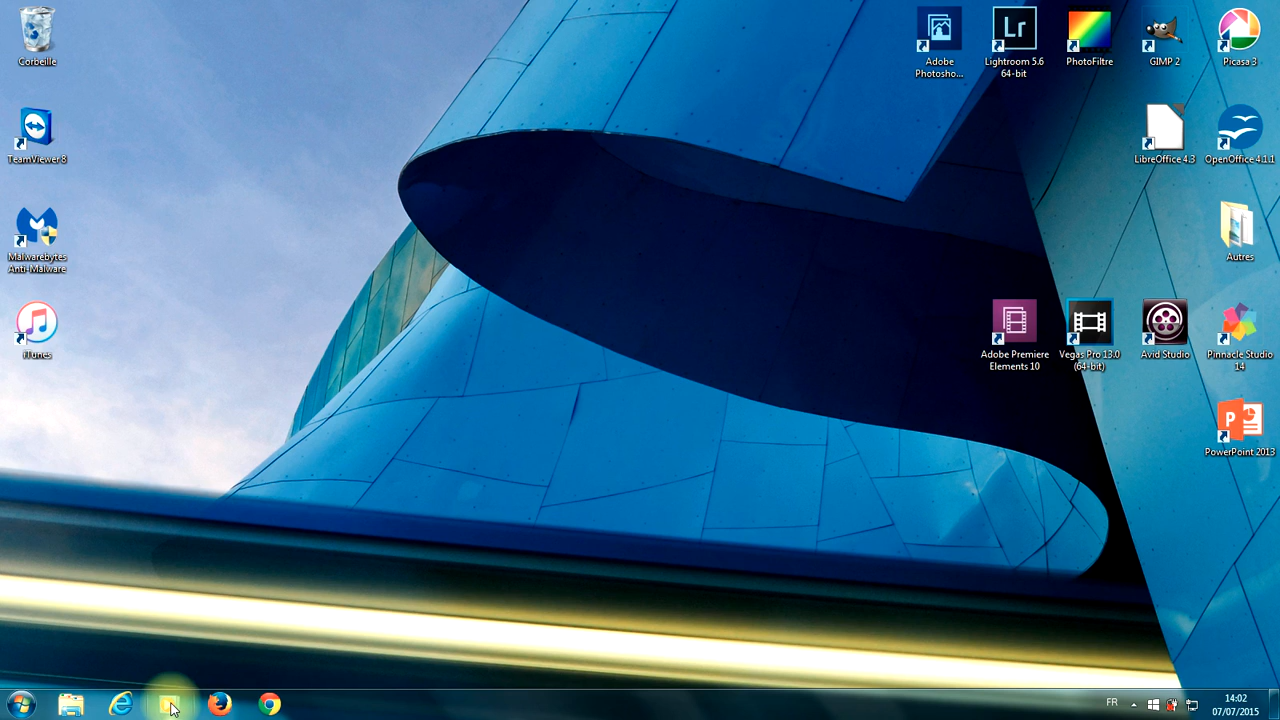 Corbeille
TeamViewer 8
Malwarebytes
Anti-Malware
iTunes
Adobe
Photosho...
Lr
Lightroom 5.6
64-bit
PhotoFiltre
GIMP 2
Picasa 3
LibreOffice 4.3
OpenOffice 4.1.1
Autres
Adobe Premiere
Elements 10
Vegas Pro 13.0
(64-bit)
Avid Studio
Pinnacle Studio
14
P
PowerPoint 2013
FR
14:02
07/07/2015